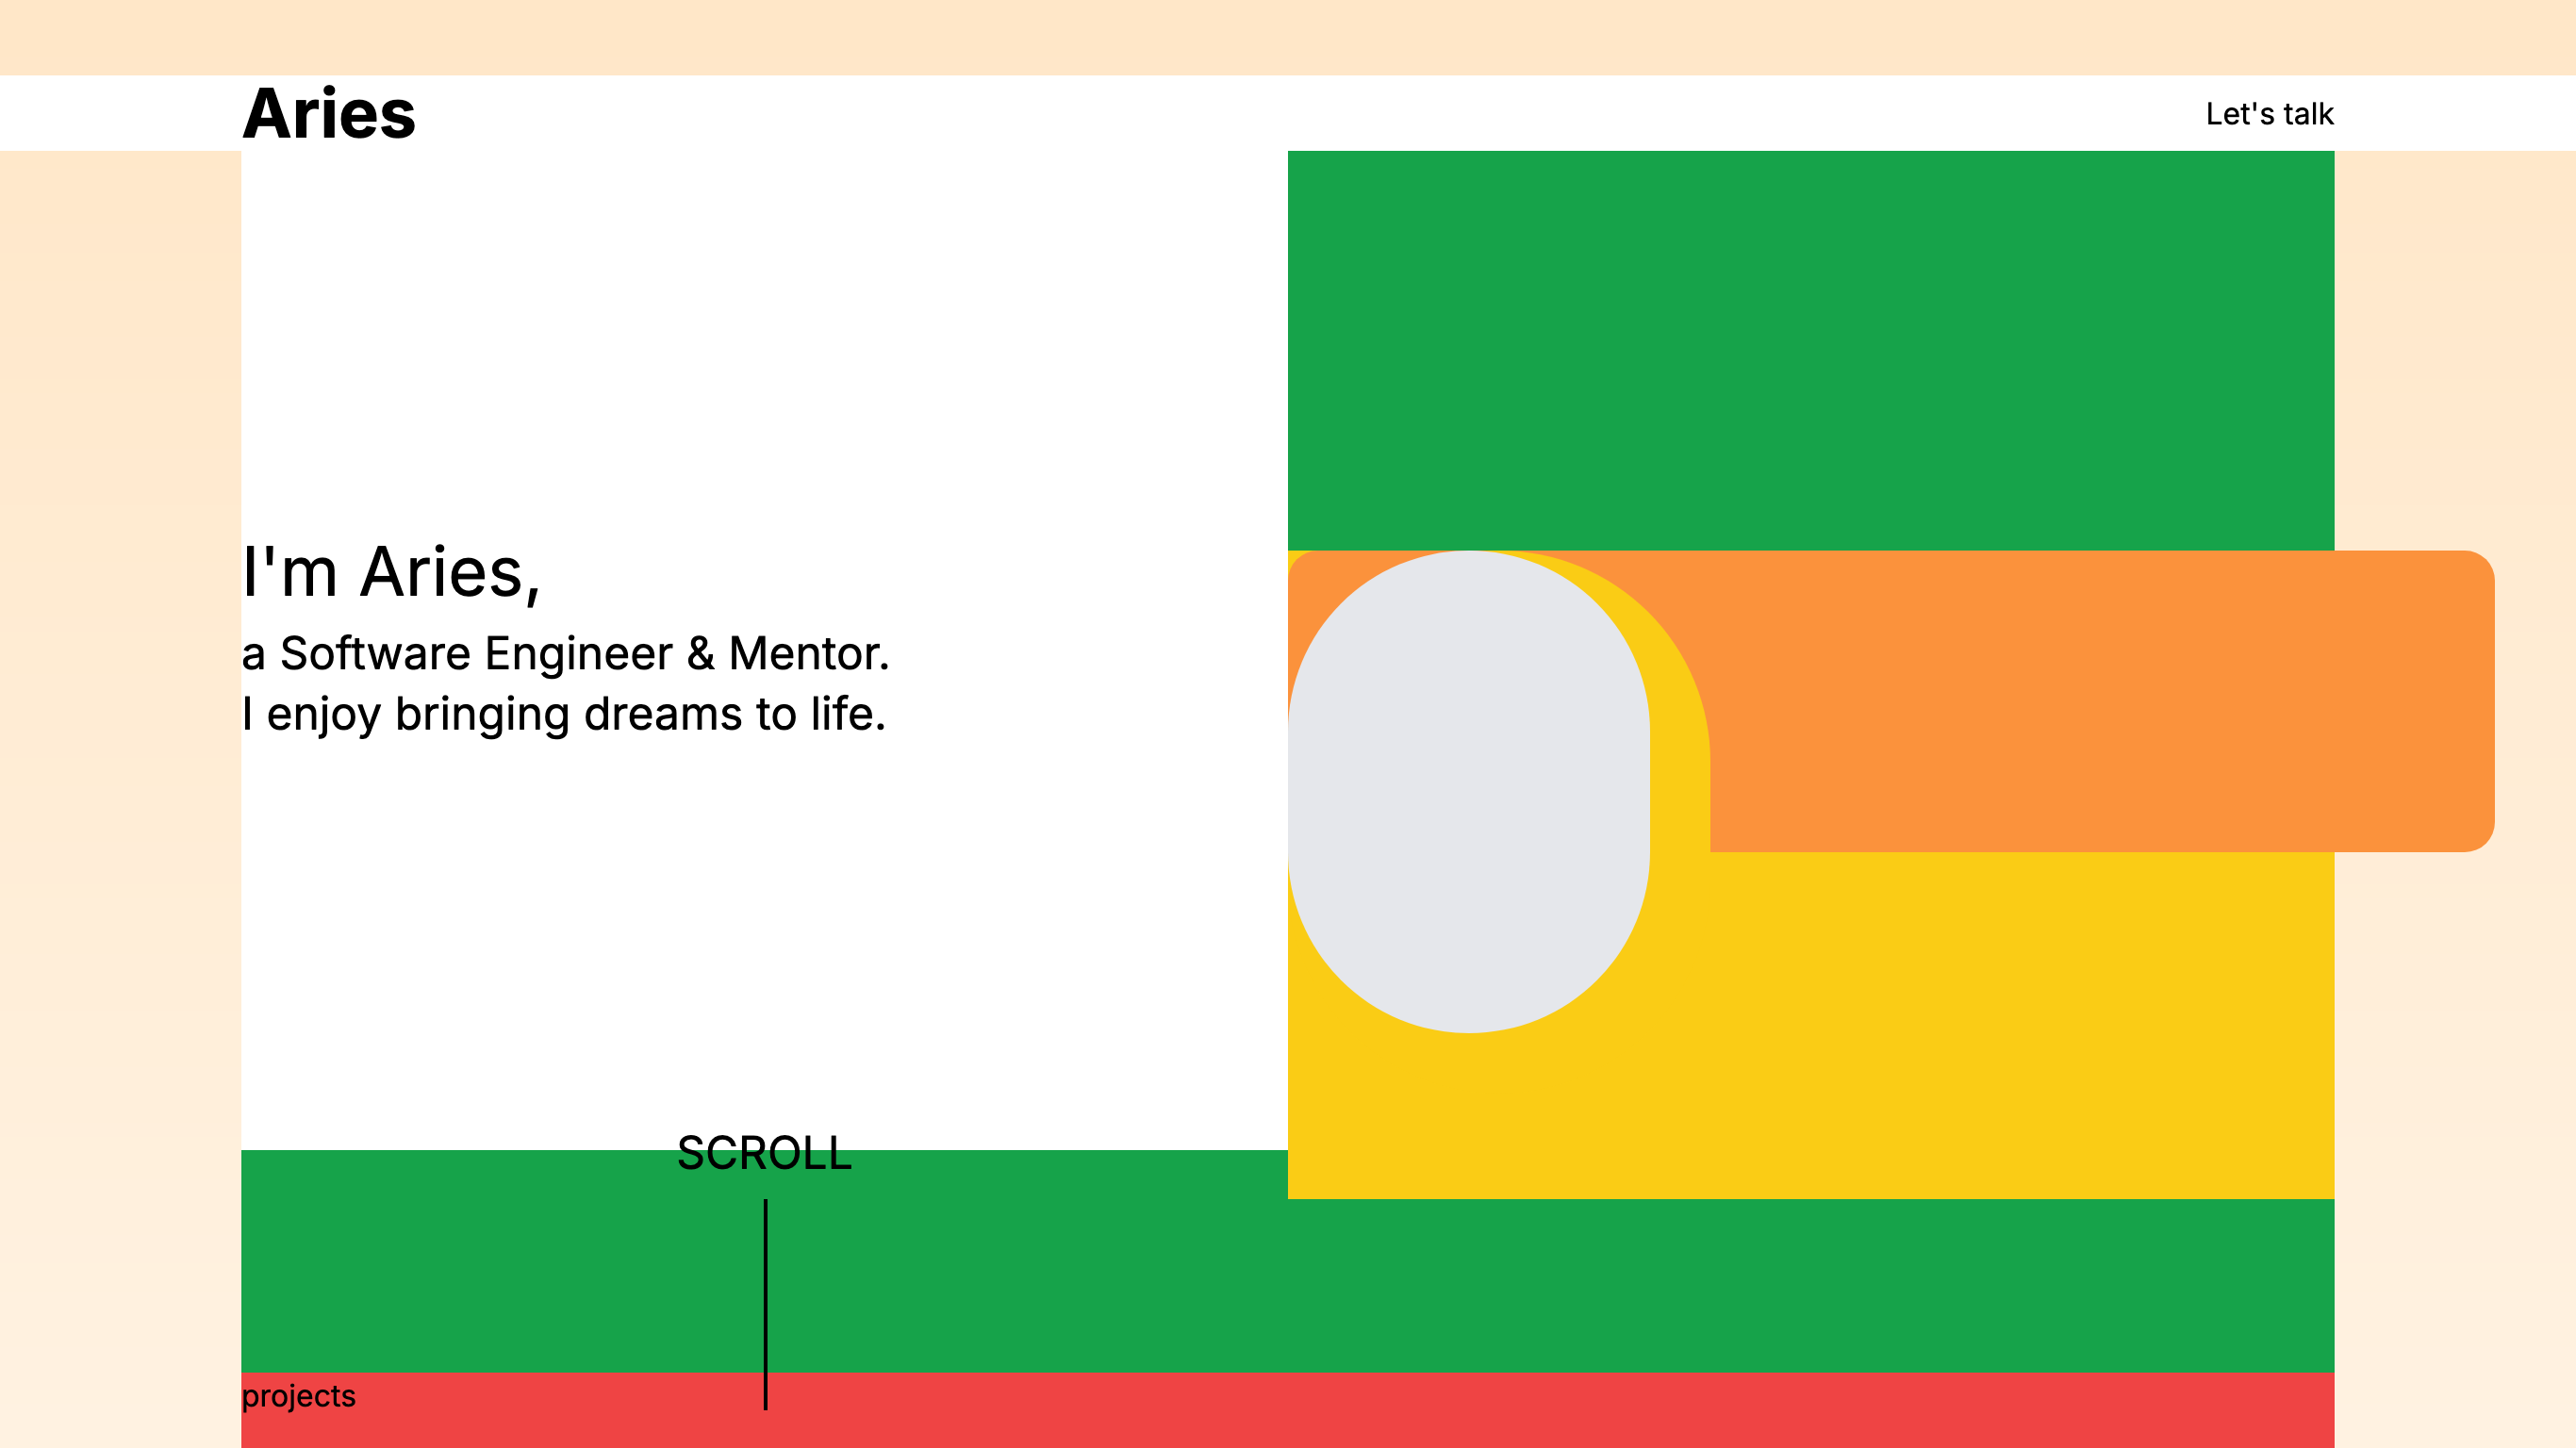 Aries
Let's talk
I'm Aries,
a Software Engineer & Mentor.
I enjoy bringing dreams to life.
SCROLL
projects